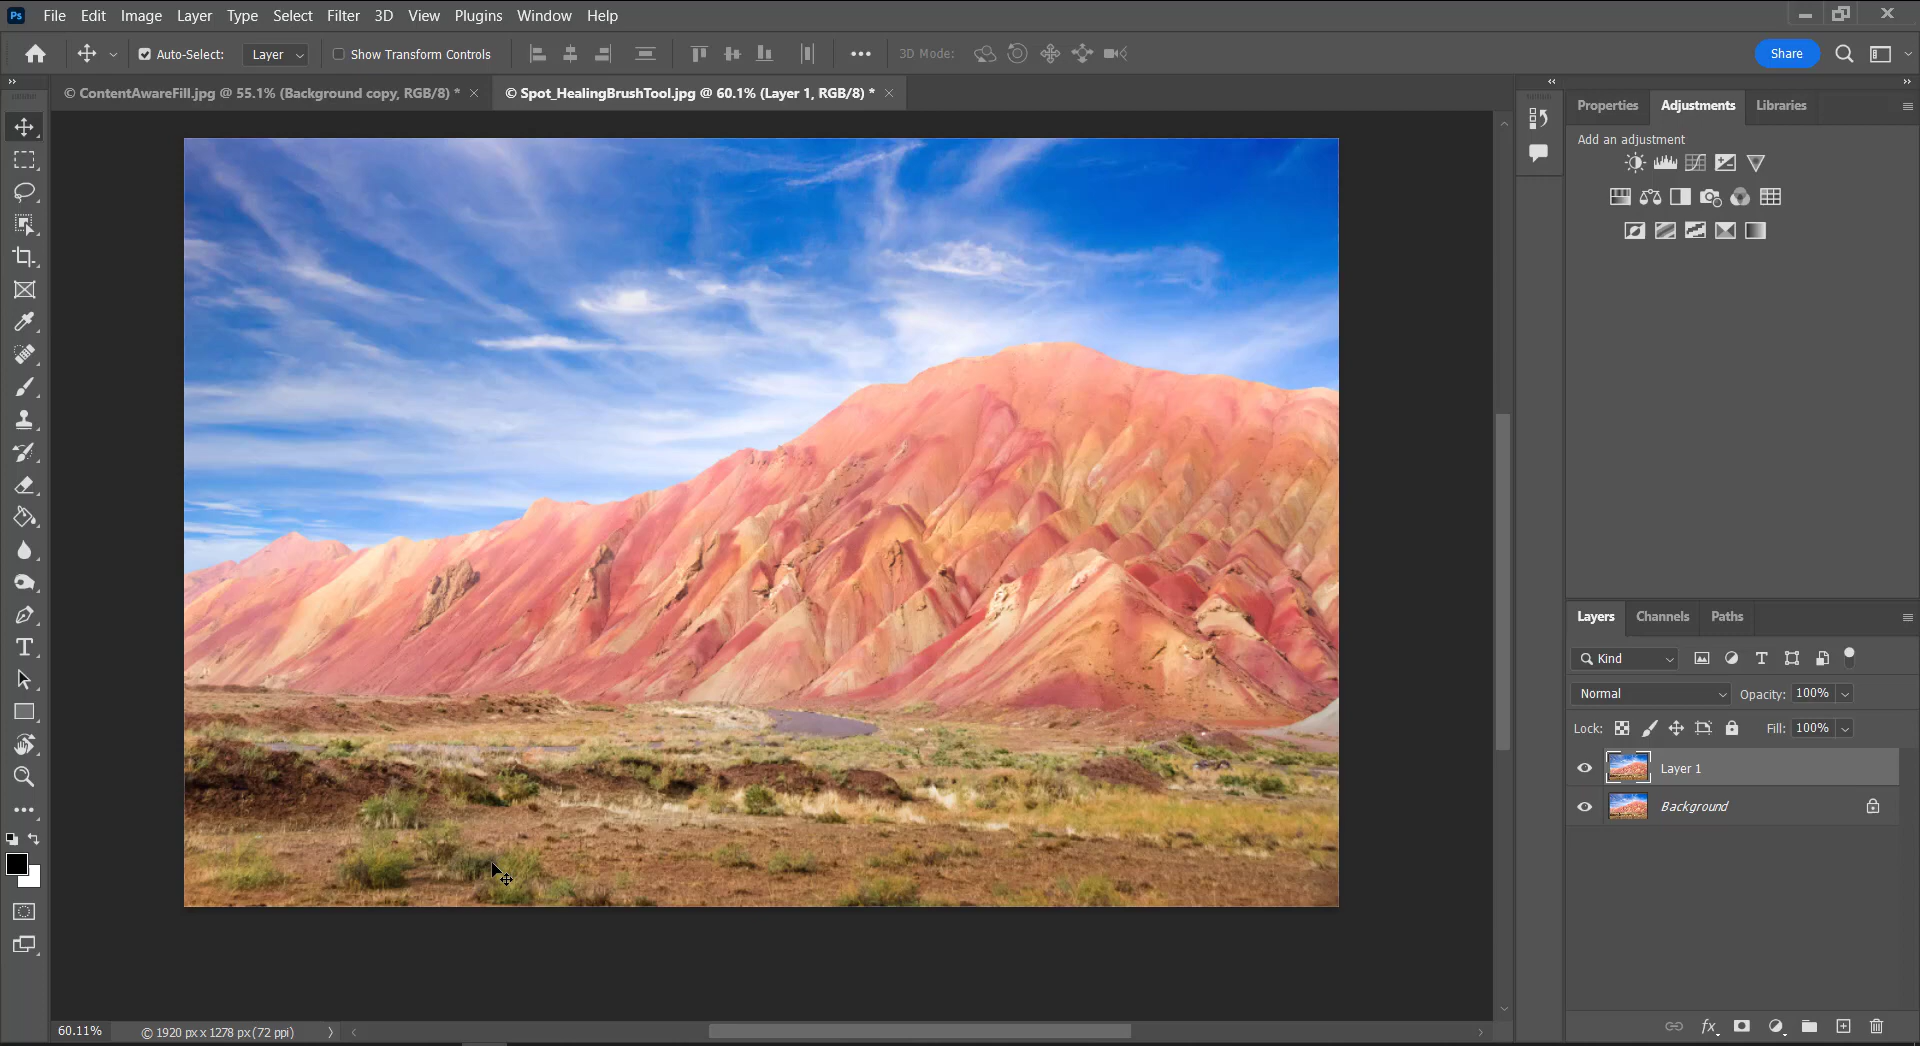 Ps File Edit Image Layer Type Select Filter 3D View Plugins Window Help
Auto-Select: Layer Show Transform Controls 3D Mode: Share
© ContentAwareFill.jpg @ 55.1% (Background copy, RGB/8) * © Spot_HealingBrushTool.jpg @ 60.1% (Layer 1, RGB/8) *
Properties Adjustments Libraries
Add an adjustment
Layers Channels Paths
Kind
Normal Opacity: 100%
Lock: Fill: 100%
Layer 1
Background
fx
60.11% © 1920 px x 1278 px (72 ppi)